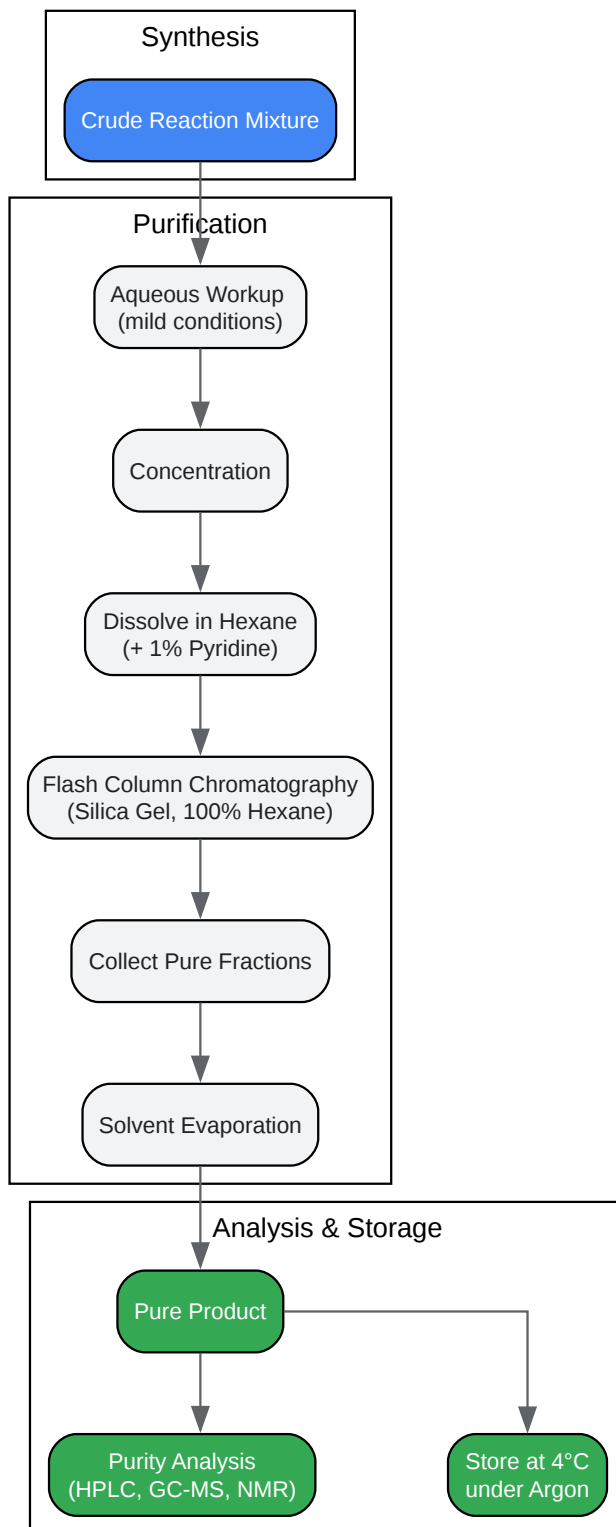 Synthesis
Crude Reaction Mixture
Purification
Aqueous Workup
(mild conditions)
Concentration
Dissolve in Hexane
(+ 1% Pyridine)
Flash Column Chromatography
(Silica Gel, 100% Hexane)
Collect Pure Fractions
Solvent Evaporation
Analysis & Storage
Pure Product
Purity Analysis
(HPLC, GC-MS, NMR)
Store at 4°C
under Argon